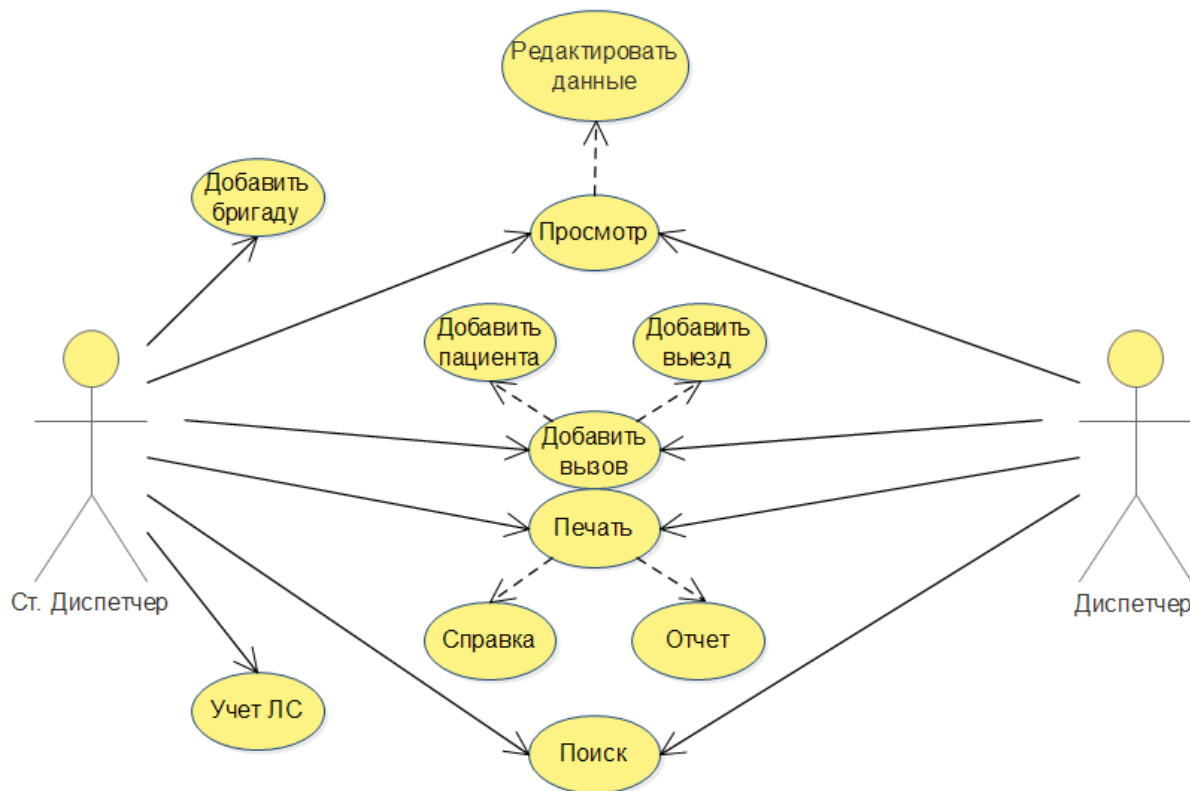 Редактировать
данные
Добавить
бригаду
Просмотр
Добавить
пациента
Добавить
выезд
Добавить
вызов
Печать
Ст. Диспетчер
Диспетчер
Справка
Отчет
Учет ЛС
Поиск